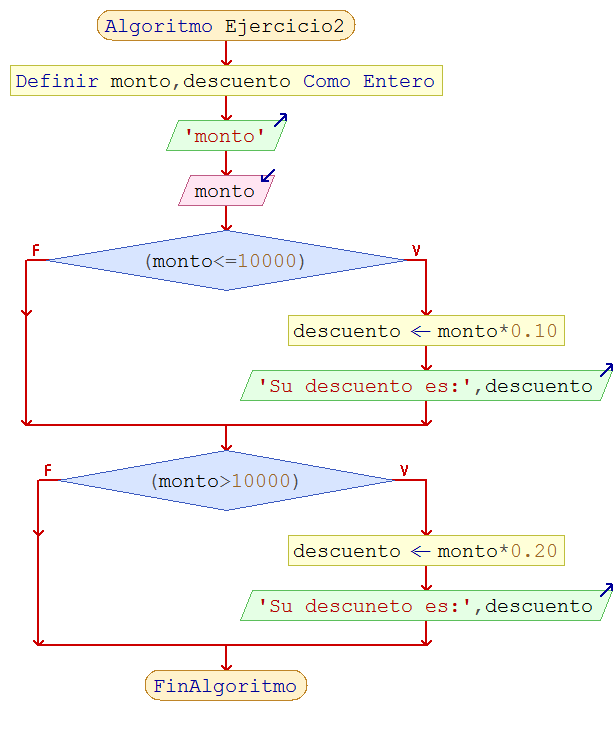 Algoritmo Ejercicio2
Definir monto,descuento Como Entero
'monto'
monto
F
V
(monto<=10000)
descuento ← monto*0.10
'Su descuento es:',descuento
F
V
(monto>10000)
descuento ← monto*0.20
'Su descuneto es:',descuento
FinAlgoritmo